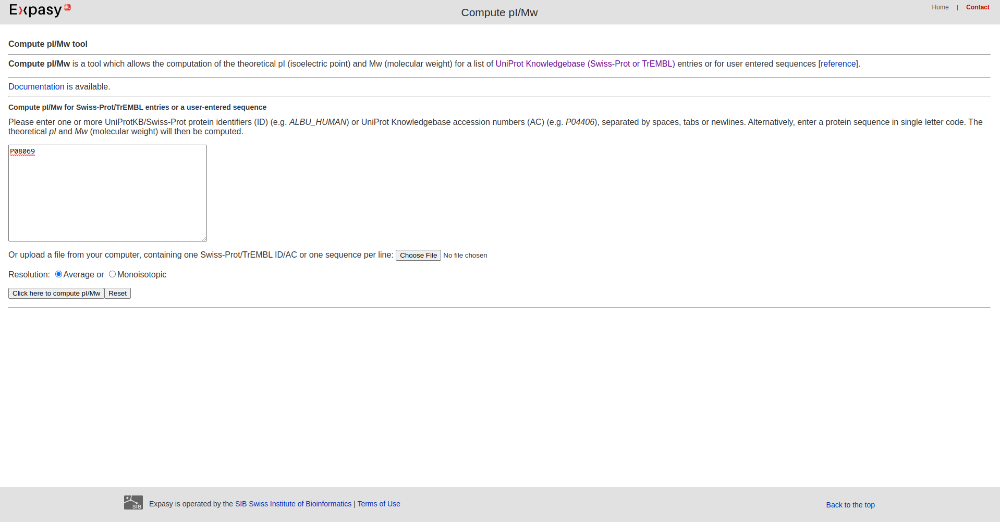 Expasy
Compute pI/Mw
Home | Contact
Compute pI/Mw tool
Compute pI/Mw is a tool which allows the computation of the theoretical pI (isoelectric point) and Mw (molecular weight) for a list of UniProt Knowledgebase (Swiss-Prot or TrEMBL) entries or for user entered sequences [reference].
Documentation is available.
Compute pI/Mw for Swiss-Prot/TrEMBL entries or a user-entered sequence
Please enter one or more UniProtKB/Swiss-Prot protein identifiers (ID) (e.g. ALBU_HUMAN) or UniProt Knowledgebase accession numbers (AC) (e.g. P04406), separated by spaces, tabs or newlines. Alternatively, enter a protein sequence in single letter code. The
theoretical pI and Mw (molecular weight) will then be computed.
P08069
Or upload a file from your computer, containing one Swiss-Prot/TrEMBL ID/AC or one sequence per line: Choose File No file chosen
Resolution: Average or Monoisotopic
Click here to compute pI/Mw Reset
SIB
Expasy is operated by the SIB Swiss Institute of Bioinformatics | Terms of Use
Back to the top